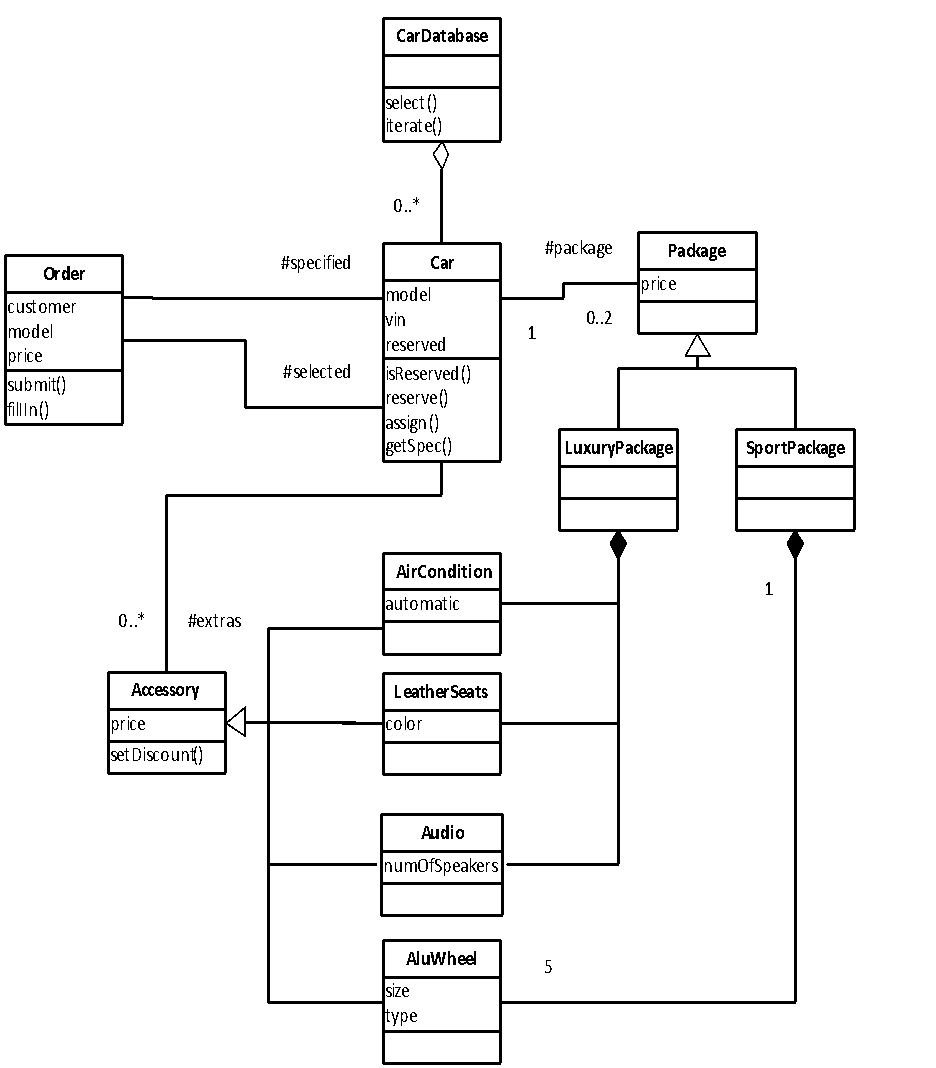 CarDatabase
select()
iterate()
0..*
#specified
Car
model
vin
reserved
isReserved()
reserve()
assign()
getSpec()
#package
1
0..2
Package
price
Order
customer
model
price
submit()
fillIn()
#selected
LuxuryPackage
SportPackage
1
AirCondition
automatic
0..*
#extras
Accessory
price
setDiscount()
LeatherSeats
color
Audio
numOfSpeakers
AluWheel
size
type
5